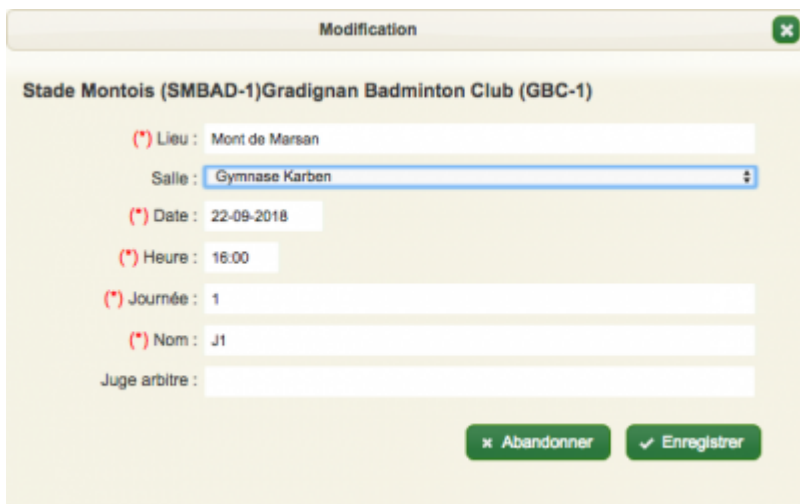 Modification
Stade Montois (SMBAD-1)Gradignan Badminton Club (GBC-1)
(*) Lieu : Mont de Marsan
Salle : Gymnase Karben
(*) Date : 22-09-2018
(*) Heure : 16:00
(*) Journée : 1
(*) Nom : J1
Juge arbitre :
Abandonner Enregistrer